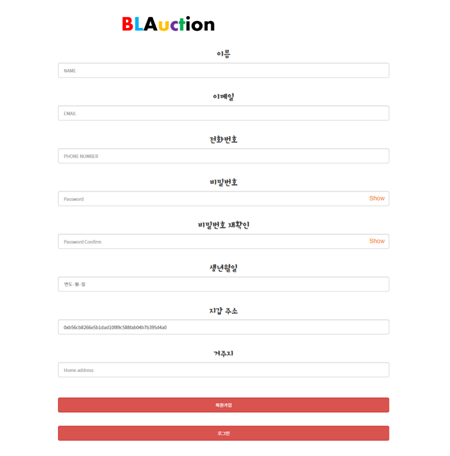 BLAuction
이름
NAME
이메일
EMAIL
전화번호
PHONE NUMBER
비밀번호
Password
Show
비밀번호 재확인
Password Confirm
Show
생년월일
연도-월-일
지갑 주소
거주지
Home address
회원가입
로그인